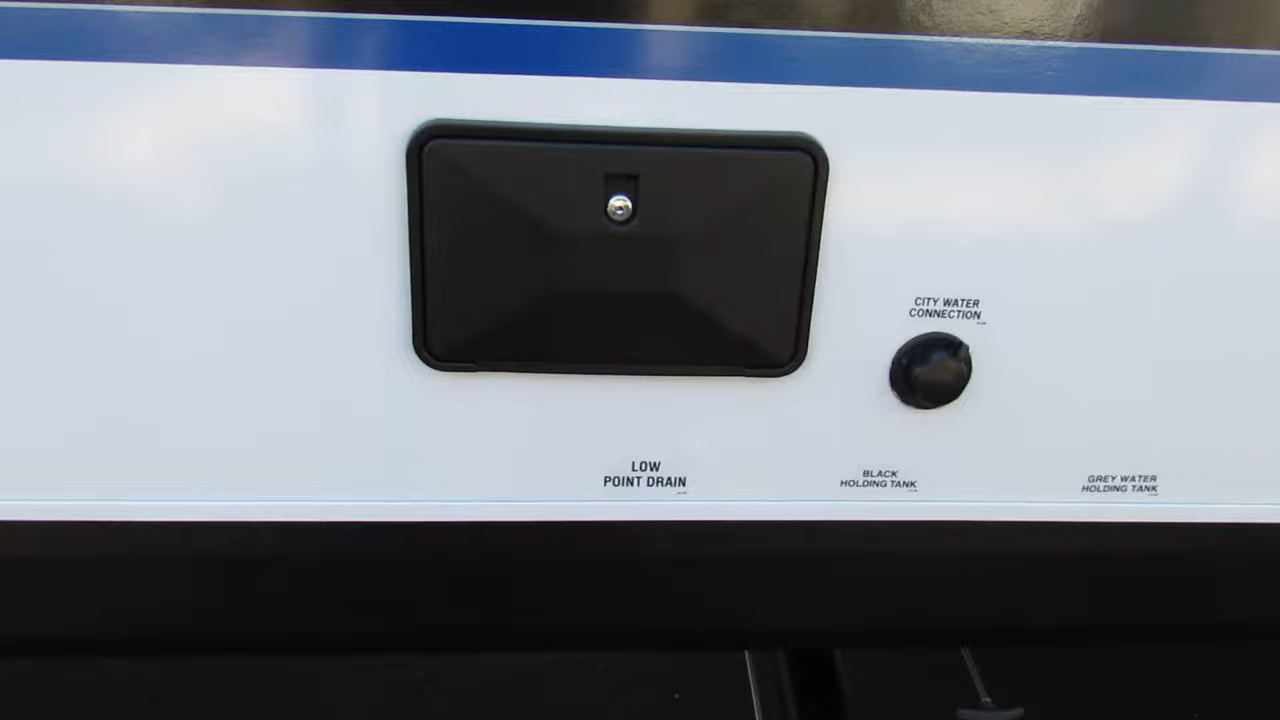 CITY WATER
CONNECTION
LOW
POINT DRAIN
BLACK
HOLDING TANK
GREY WATER
HOLDING TANK